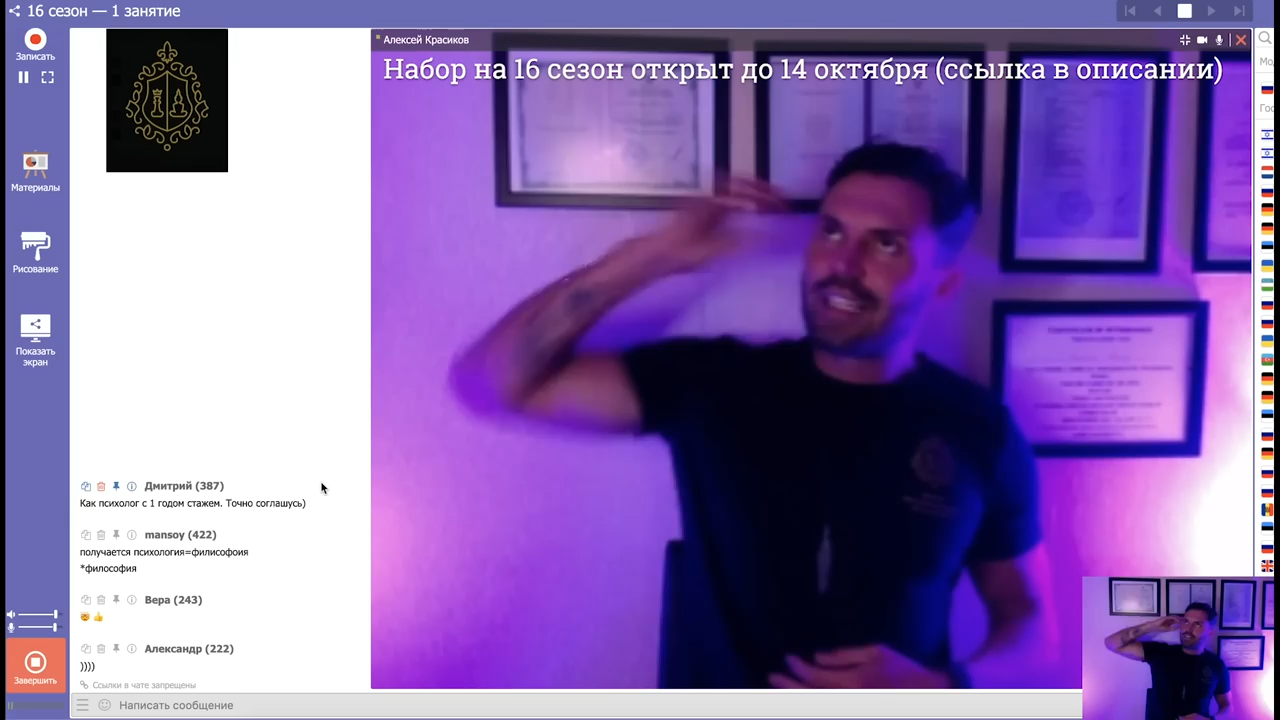 16 сезон — 1 занятие
Записать
Материалы
Рисование
Показать
экран
Завершить
Алексей Красиков
Набор на 16 сезон открыт до 14 октября (ссылка в описании)
Дмитрий (387)
Как психолог с 1 годом стажем. Точно соглашусь)
mansoy (422)
получается психология=филисофоия
*философия
Вера (243)
Александр (222)
))))
Ссылки в чате запрещены
Написать сообщение